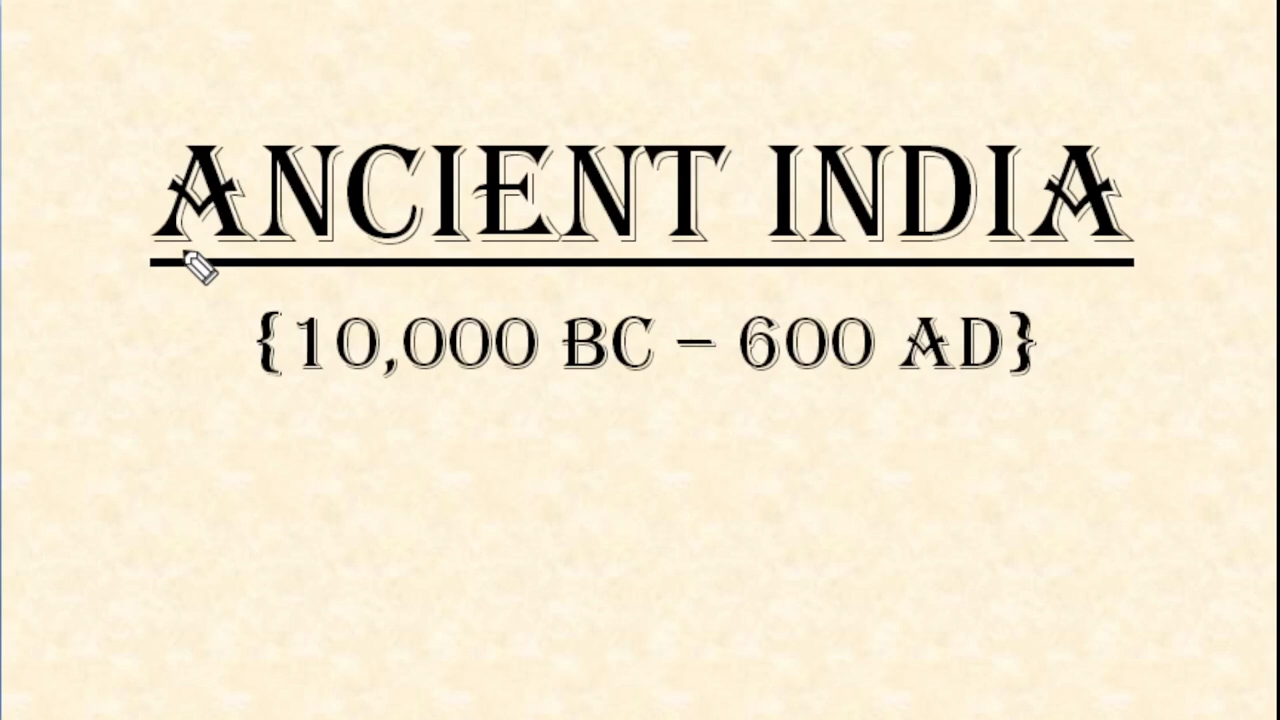 ANCIENT INDIA
{10,000 BC – 600 AD}